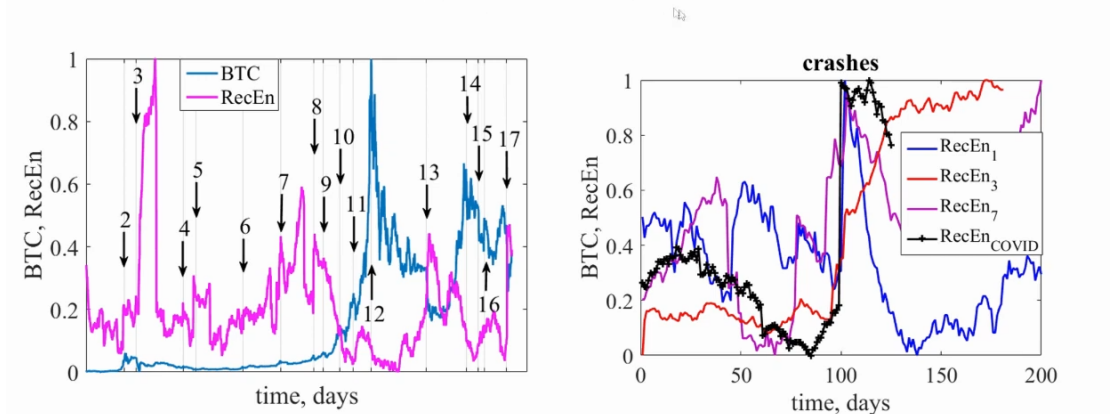 BTC, RecEn
1
0.8
0.6
0.4
0.2
0
BTC
RecEn
2
3
4
5
6
7
8
9
10
11
12
13
14
15
16
17
time, days
crashes
BTC, RecEn
1
0.8
0.6
0.4
0.2
0
RecEn1
RecEn3
RecEn7
RecEnCOVID
0 50 100 150 200
time, days